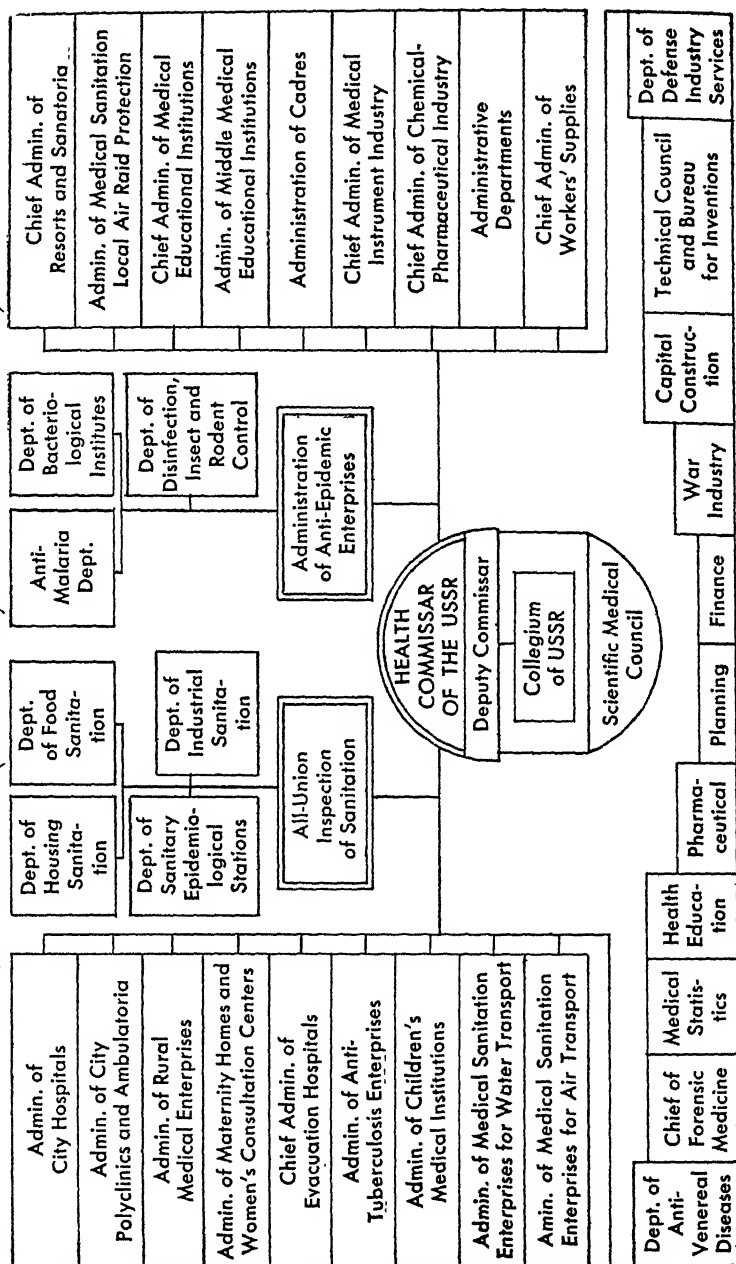 Admin. of
City Hospitals
Admin. of City
Polyclinics and Ambulatoria
Admin. of Rural
Medical Enterprises
Admin. of Maternity Homes and
Women's Consultation Centers
Chief Admin. of
Evacuation Hospitals
Admin. of Anti-
Tuberculosis Enterprises
Admin. of Children's
Medical Institutions
Admin. of Medical Sanitation
Enterprises for Water Transport
Amin. of Medical Sanitation
Enterprises for Air Transport
Dept. of
Housing
Sanita-
tion
Dept.
of Food
Sanita-
tion
Dept. of
Sanitary
Epidemio-
logical
Stations
Dept. of
Industrial
Sanita-
tion
All-Union
Inspection
of Sanitation
Anti-
Malaria
Dept.
Dept. of
Bacterio-
logical
Institutes
Dept. of
Disinfection,
Insect and
Rodent
Control
Administration
of Anti-Epidemic
Enterprises
HEALTH
COMMISSAR
OF THE USSR
Deputy Commissar
Collegium
of USSR
Scientific Medical
Council
Chief Admin. of
Resorts and Sanatoria
Admin. of Medical Sanitation
Local Air Raid Protection
Chief Admin. of Medical
Educational Institutions
Admin. of Middle Medical
Educational Institutions
Administration of Cadres
Chief Admin. of Medical
Instrument Industry
Chief Admin. of Chemical-
Pharmaceutical Industry
Administrative
Departments
Chief Admin. of
Workers' Supplies
Dept. of
Anti-
Venereal
Diseases
Chief of
Forensic
Medicine
Medical
Statis-
tics
Health
Educa-
tion
Pharma-
ceutical
Planning
Finance
War
Industry
Capital
Construc-
tion
Technical Council
and Bureau
for Inventions
Dept. of
Defense
Industry
Services